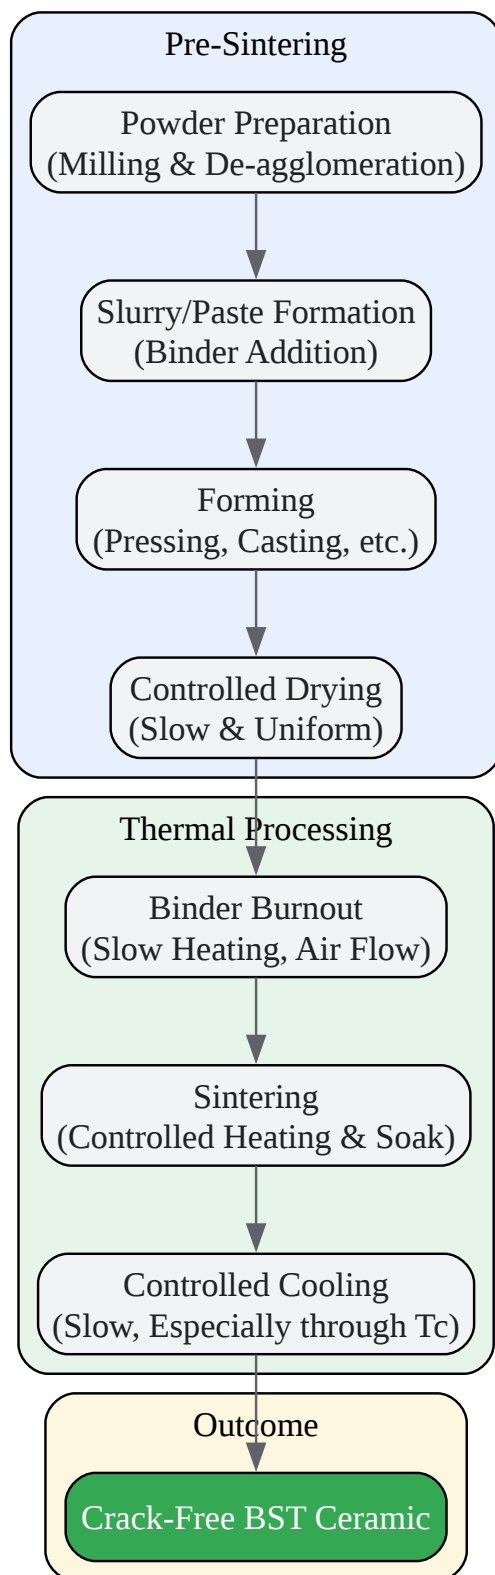 Pre-Sintering
Powder Preparation
(Milling & De-agglomeration)
Slurry/Paste Formation
(Binder Addition)
Forming
(Pressing, Casting, etc.)
Controlled Drying
(Slow & Uniform)
Thermal Processing
Binder Burnout
(Slow Heating, Air Flow)
Sintering
(Controlled Heating & Soak)
Controlled Cooling
(Slow, Especially through Tc)
Outcome
Crack-Free BST Ceramic